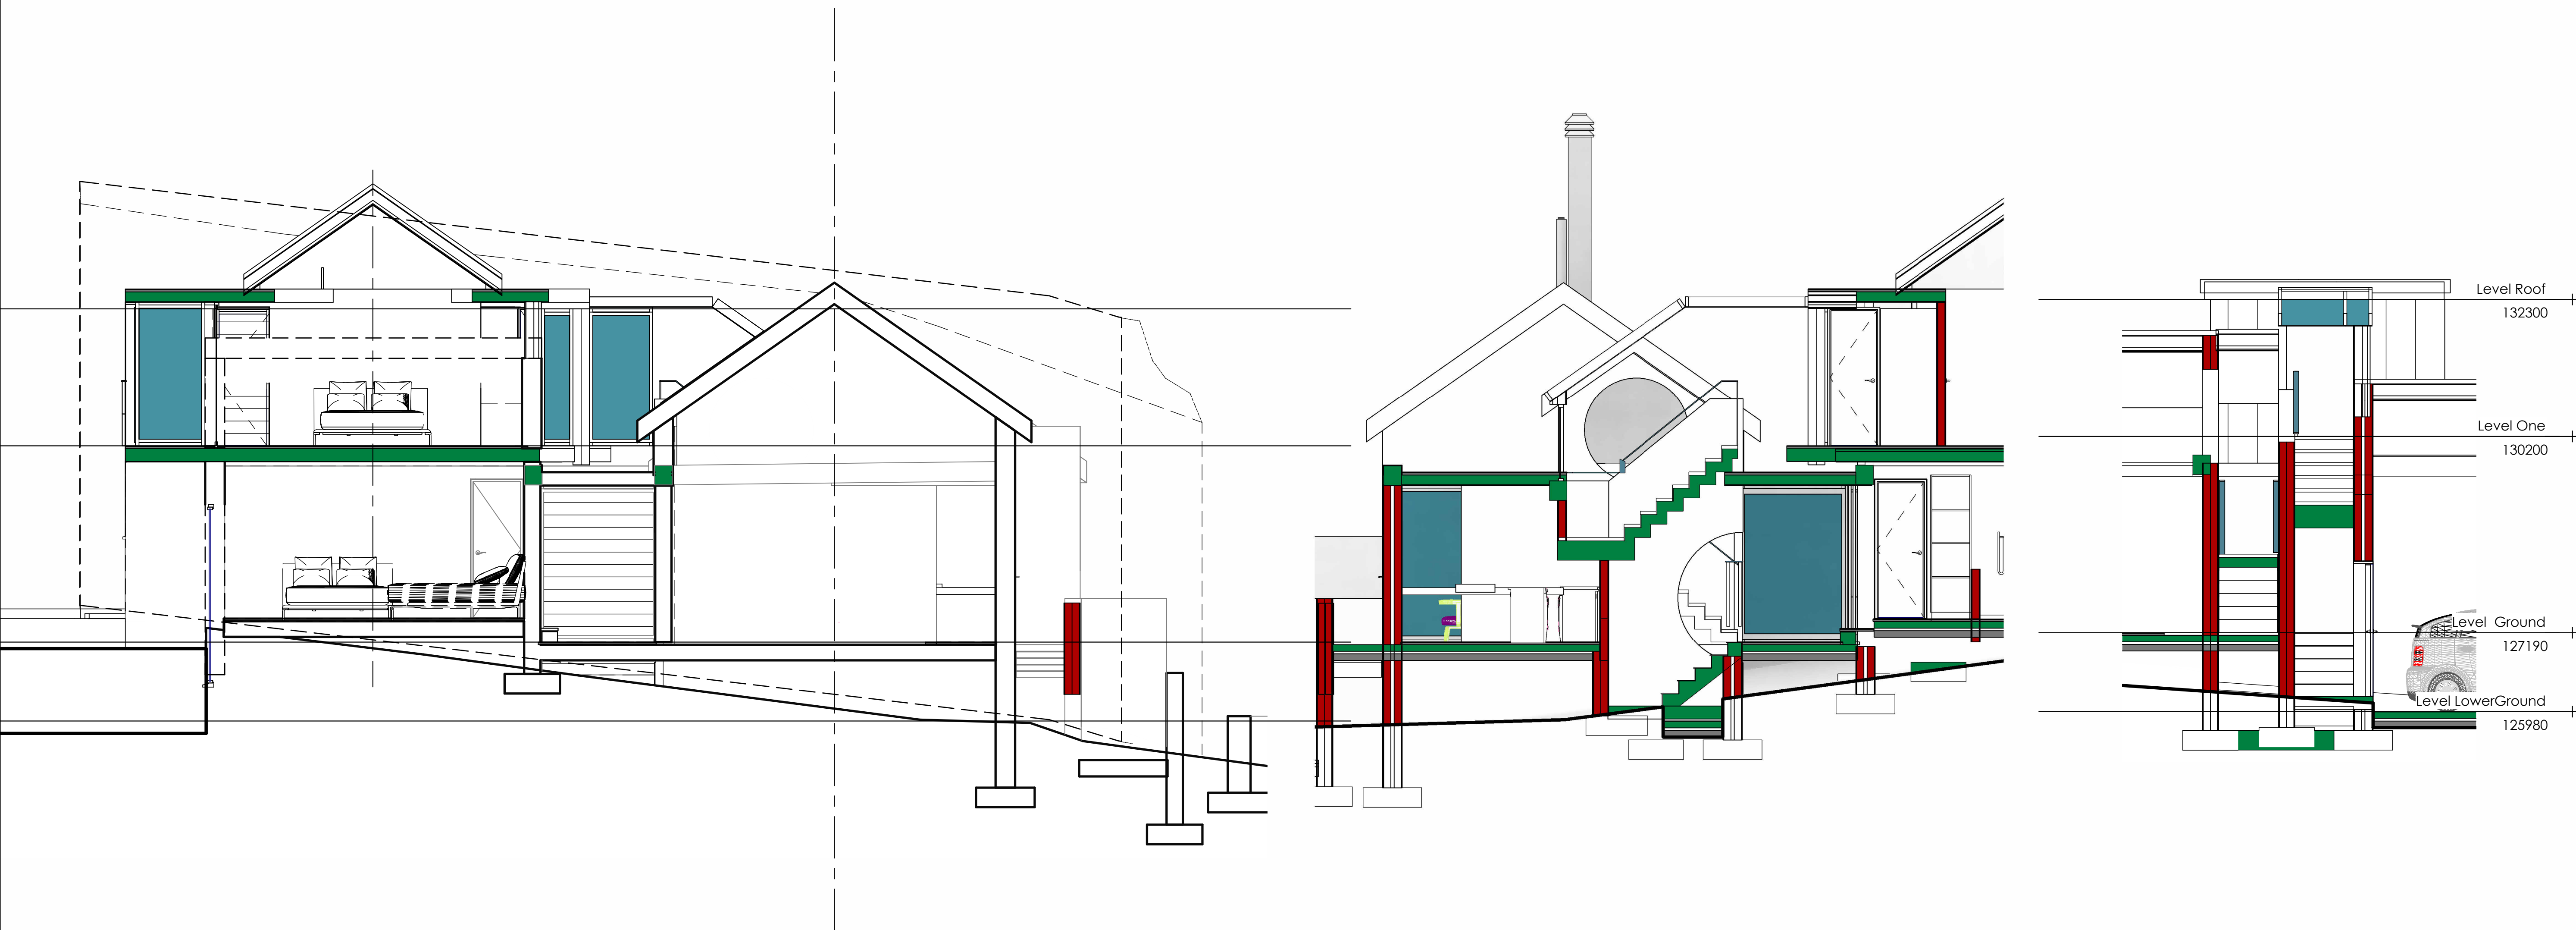 Level Roof
132300
Level One
130200
Level Ground
127190
Level LowerGround
125980